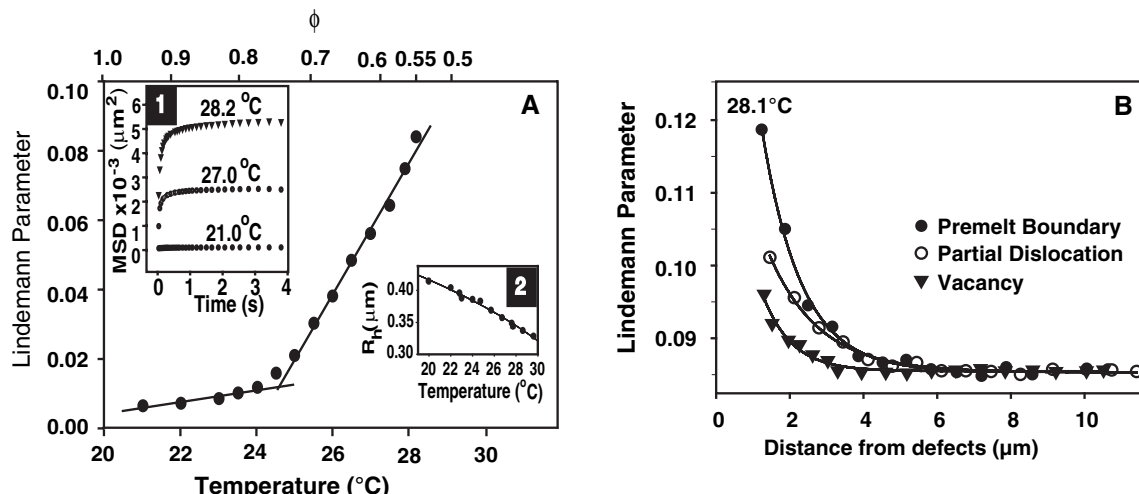 ϕ
1.0 0.9 0.8 0.7 0.6 0.55 0.5
A
Lindemann Parameter
0.10
0.08
0.06
0.04
0.02
0.00
20 22 24 26 28 30
Temperature (°C)
1
MSD x10⁻³ (μm²)
6
5
4
3
2
1
0
28.2 °C
27.0 °C
21.0 °C
0 1 2 3 4
Time (s)
2
R_h (μm)
0.40
0.35
0.30
20 22 24 26 28 30
Temperature (°C)
B
28.1°C
Lindemann Parameter
0.12
0.11
0.10
0.09
Premelt Boundary
Partial Dislocation
Vacancy
0 2 4 6 8 10
Distance from defects (μm)